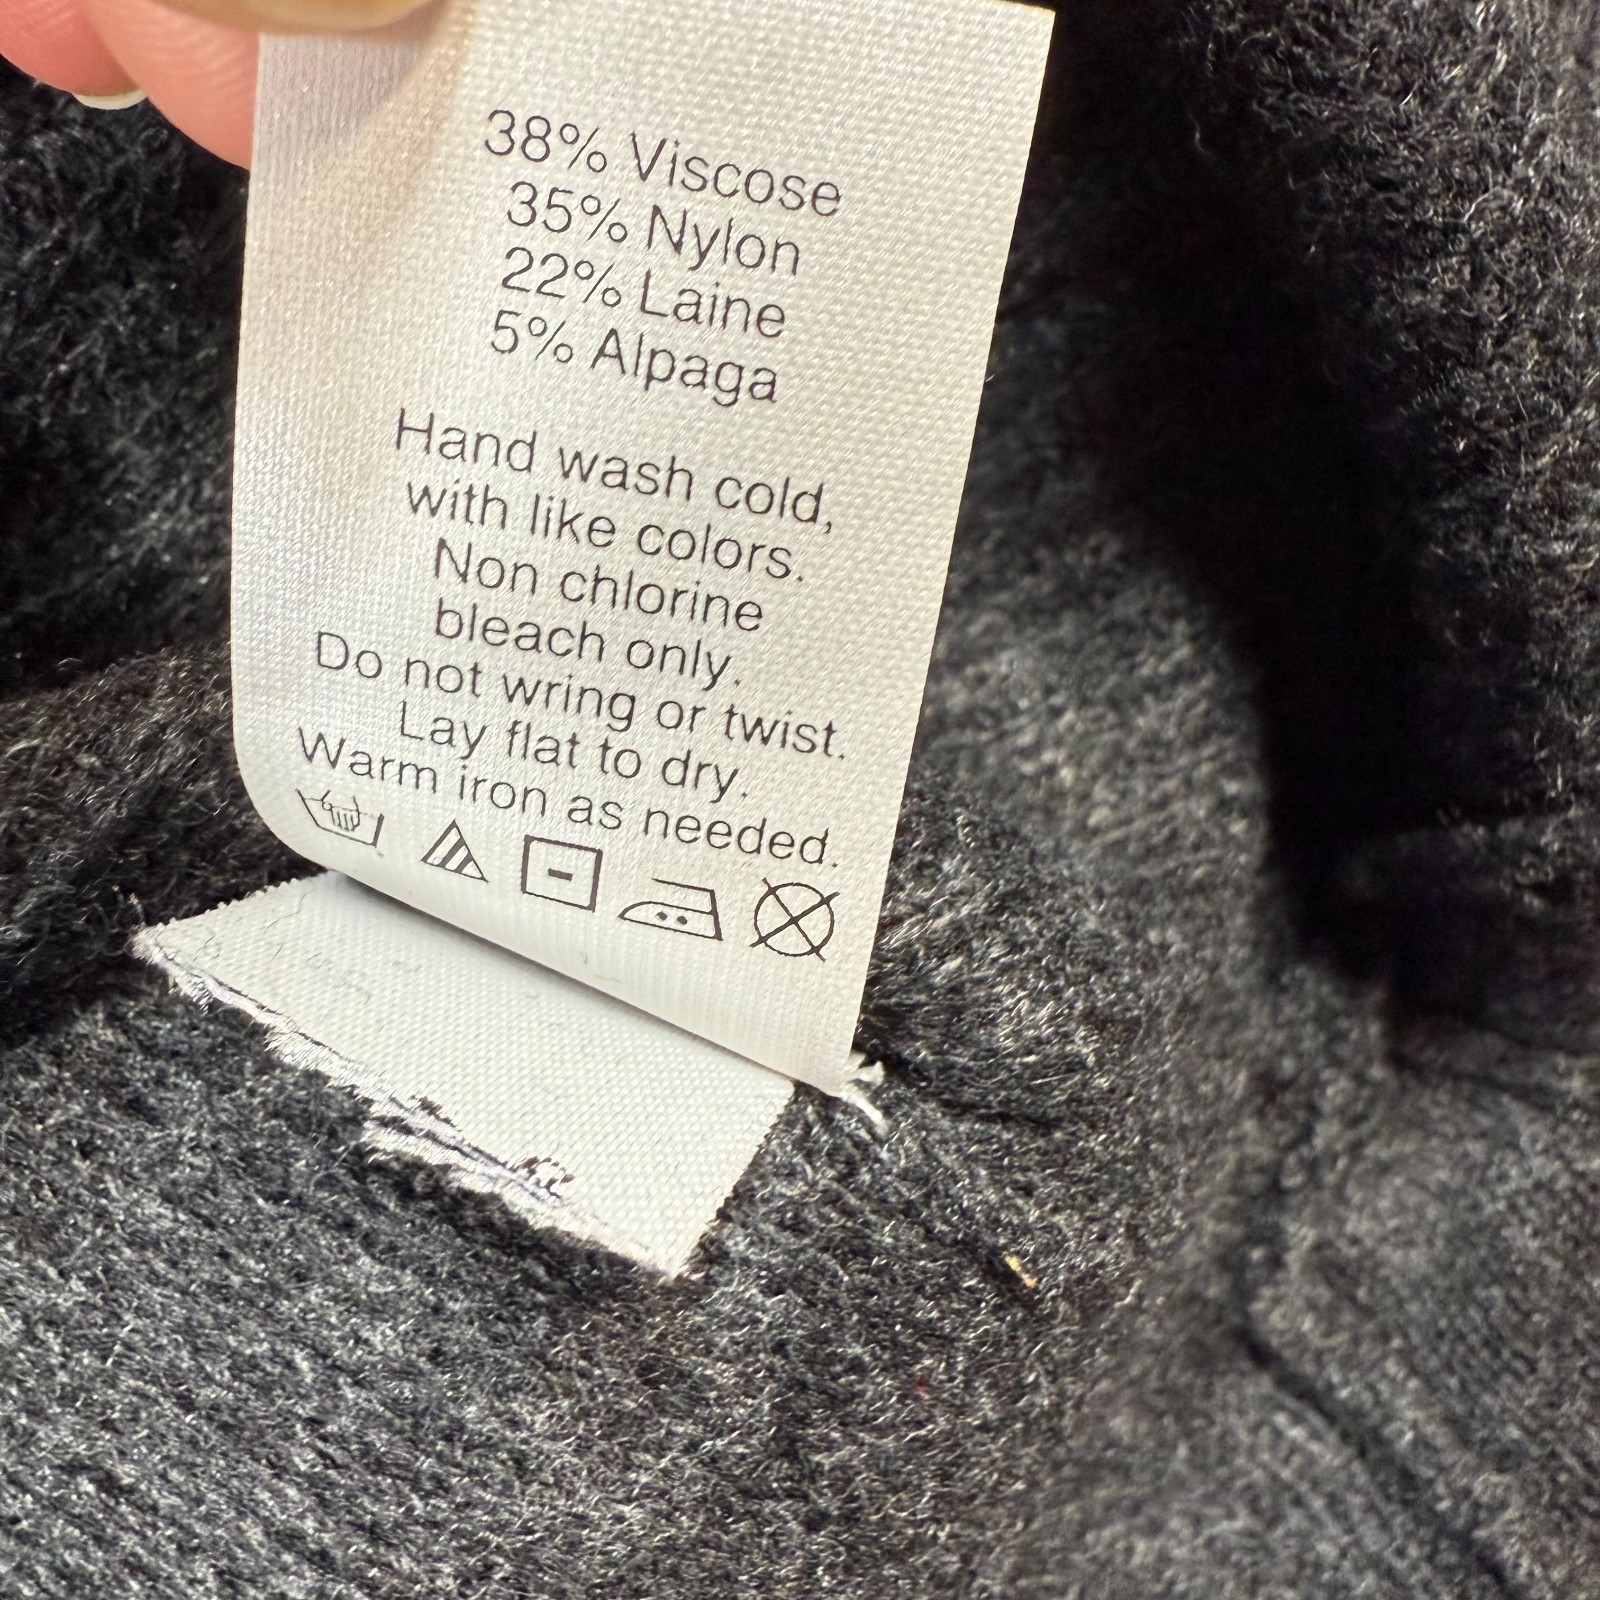 38% Viscose
35% Nylon
22% Laine
5% Alpaga
Hand wash cold,
with like colors.
Non chlorine
bleach only.
Do not wring or twist.
Lay flat to dry.
Warm iron as needed.